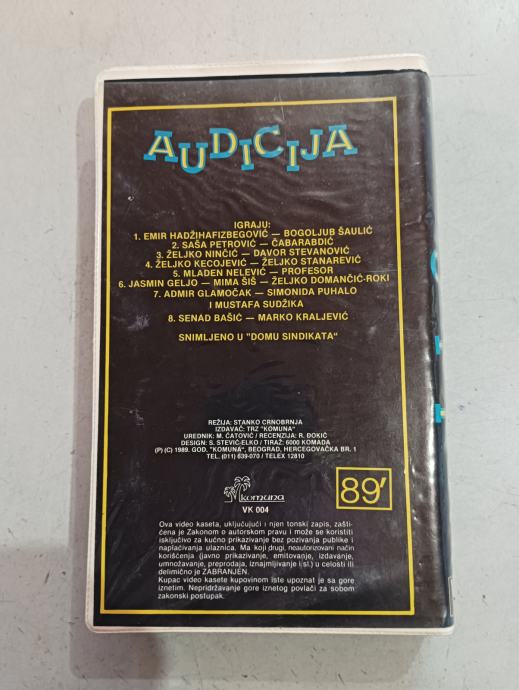 AUDICIJA
IGRAJU:
1. EMIR HADŽIHAFIZBEGOVIĆ — BOGOLJUB ŠAULIĆ
2. SAŠA PETROVIĆ — ČABARABDIĆ
3. ŽELJKO NINČIĆ — DAVOR STEVANOVIĆ
4. ŽELJKO KECOJEVIĆ — ŽELJKO STANAREVIĆ
5. MLADEN NELEVIĆ — PROFESOR
6. JASMIN GELJO — MIMA ŠIŠ — ŽELJKO DOMANČIĆ-ROKI
7. ADMIR GLAMOČAK — SIMONIDA PUHALO
I MUSTAFA SUDŽIKA
8. SENAD BAŠIĆ — MARKO KRALJEVIĆ
SNIMLJENO U "DOMU SINDIKATA"
REŽIJA: STANKO CRNOBRNJA
IZDAVAČ: TRZ "KOMUNA"
UREDNIK: M. ČATOVIĆ / RECENZIJA: R. ĐOKIĆ
DESIGN: S. STEVIĆ-ELKO / TIRAŽ: 6000 KOMADA
(P) (C) 1989. GOD. "KOMUNA", BEOGRAD, HERCEGOVAČKA BR. 1
TEL. (011) 639-070 / TELEX 12810
komuna
VK 004
89'
Ova video kaseta, uključujući i njen tonski zapis, zašti-
ćena je Zakonom o autorskom pravu i može se koristiti
isključivo za kućno prikazivanje bez pozivanja publike i
naplaćivanja ulaznica. Ma koji drugi, neautorizovani način
korišćenja (javno prikazivanje, emitovanje, izdavanje,
umnožavanje, preprodaja, iznajmljivanje i sl.) u celosti ili
delimično je ZABRANJEN.
Kupac video kasete kupovinom iste upoznat je sa gore
iznetim. Nepridržavanje gore iznetog povlači za sobom
zakonski postupak.